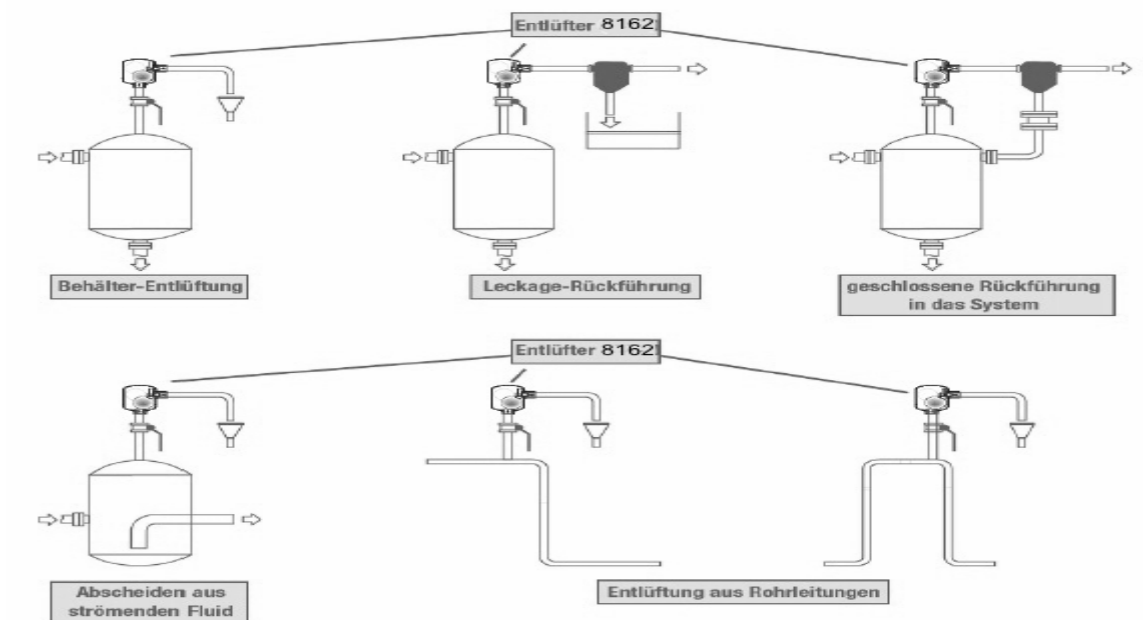 Entlüfter 8162
Behälter-Entlüftung
Leckage-Rückführung
geschlossene Rückführung
in das System
Entlüfter 8162
Abscheiden aus
strömenden Fluid
Entlüftung aus Rohrleitungen